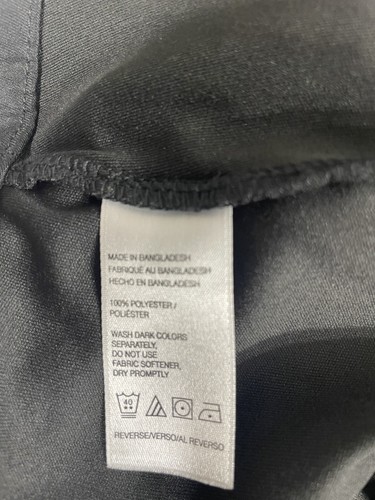 MADE IN BANGLADESH
FABRIQUÉ AU BANGLADESH
HECHO EN BANGLADESH
100% POLYESTER /
POLIÉSTER
WASH DARK COLORS
SEPARATELY,
DO NOT USE
FABRIC SOFTENER,
DRY PROMPTLY
40
REVERSE/VERSO/AL REVERSO